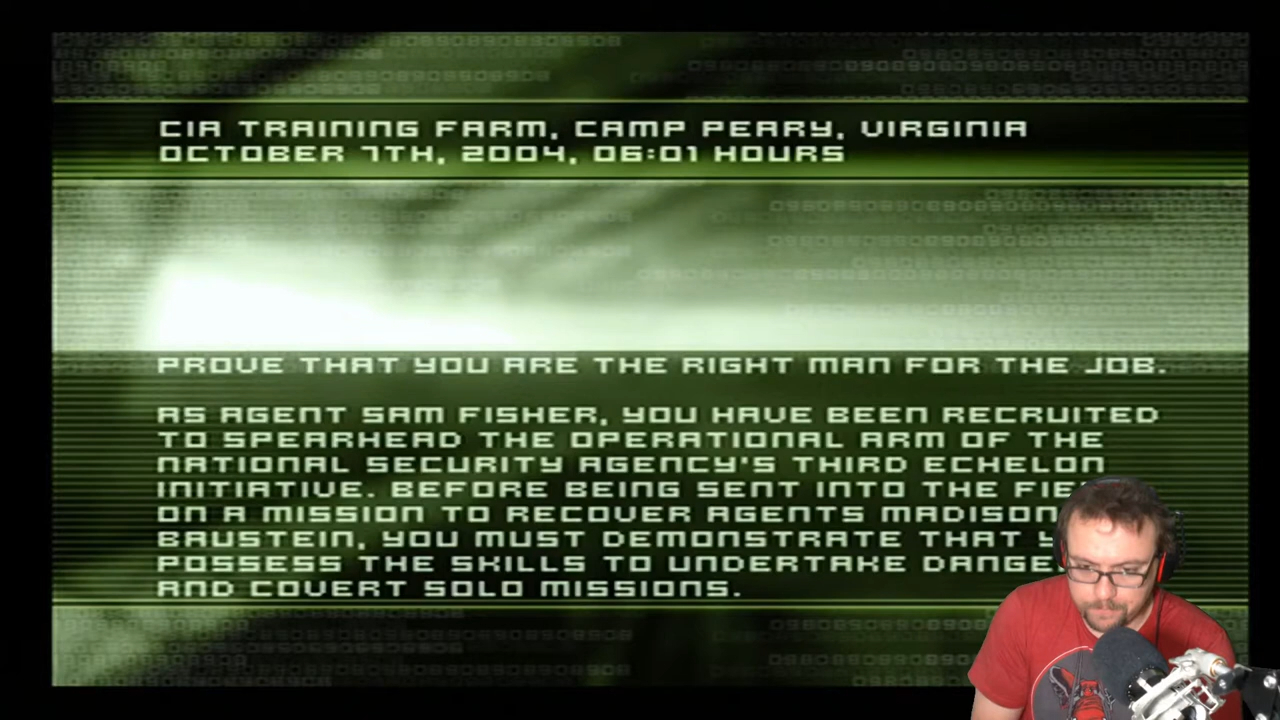 CIA TRAINING FARM, CAMP PEARY, VIRGINIA
OCTOBER 7TH, 2004, 06:01 HOURS
PROVE THAT YOU ARE THE RIGHT MAN FOR THE JOB.
AS AGENT SAM FISHER, YOU HAVE BEEN RECRUITED
TO SPEARHEAD THE OPERATIONAL ARM OF THE
NATIONAL SECURITY AGENCY'S THIRD ECHELON
INITIATIVE. BEFORE BEING SENT INTO THE
ON A MISSION TO RECOVER AGENTS MADISON
BAUSTEIN, YOU MUST DEMONSTRATE THAT
POSSESS THE SKILLS TO UNDERTAKE
AND COVERT SOLO MISSIONS.